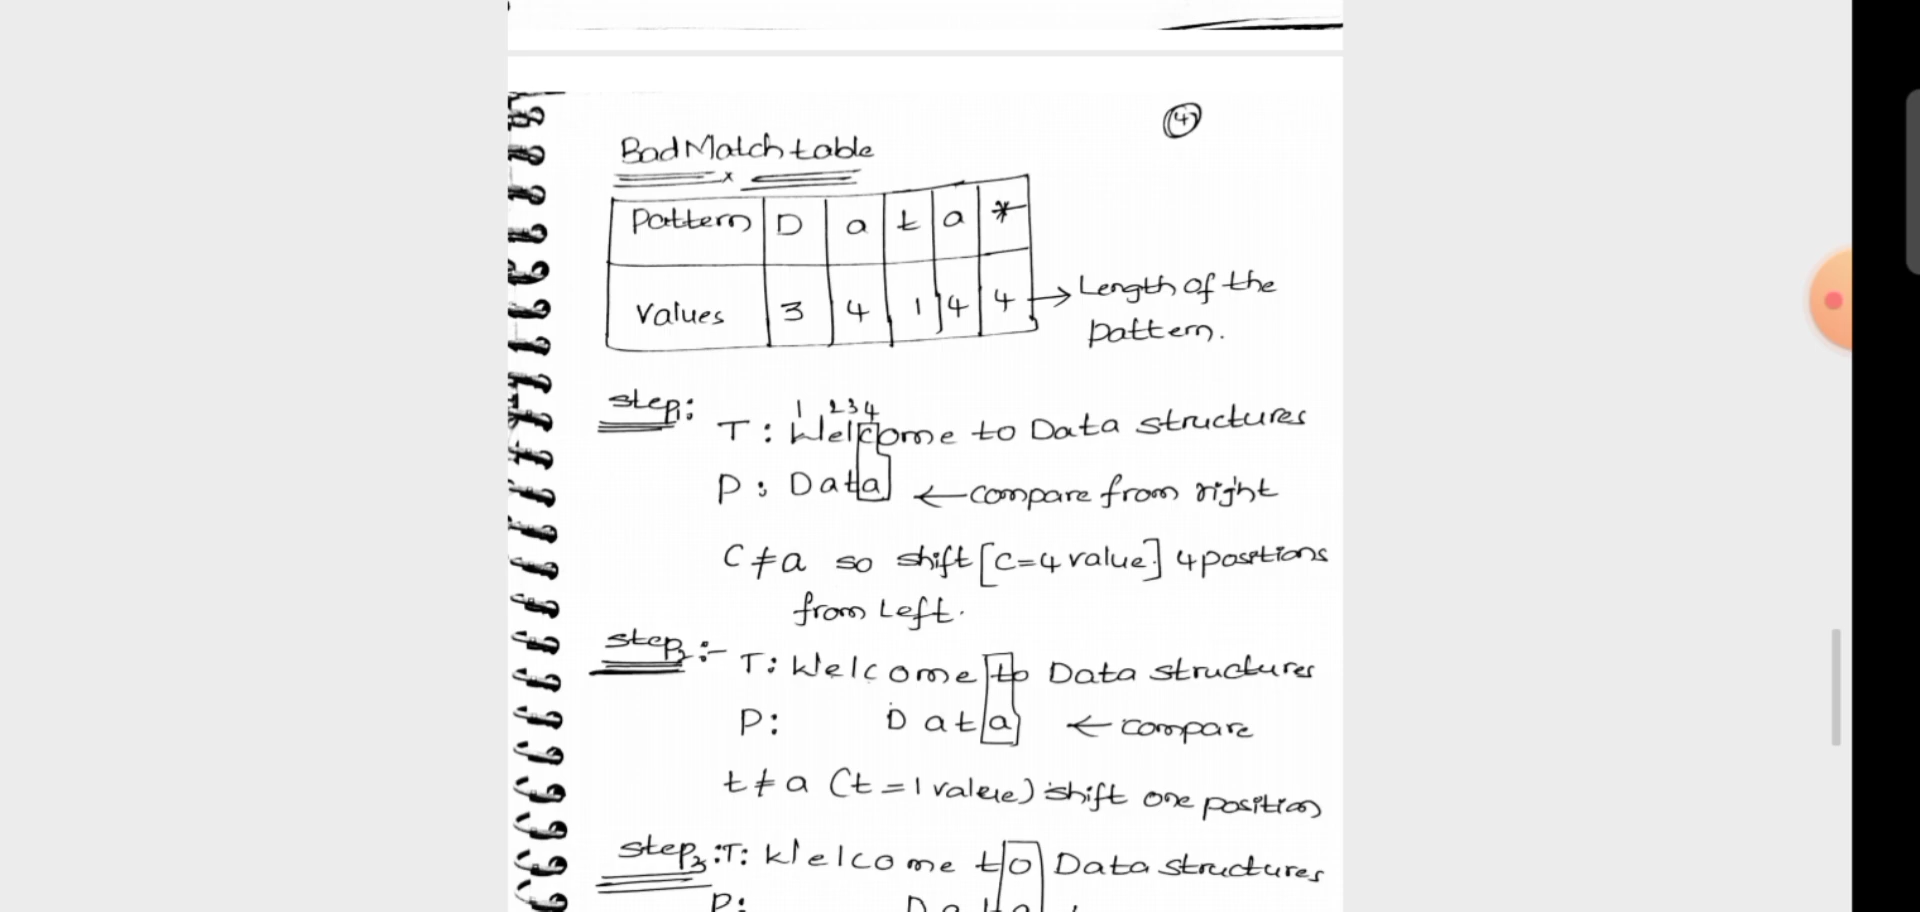 4
Bad Match table
Pattern D a t a *
Values 3 4 1 4 4 → Length of the
pattern.
Step1:
1 2 3 4
T : Welcome to Data structures
P : Data ← compare from right
C ≠ a so shift [C=4 value] 4 positions
from Left.
Step2:-
T: Welcome to Data structures
P: Data ← compare
t ≠ a (t = 1 value) shift one position
Step3: T: Welcome to Data structures
P: Data